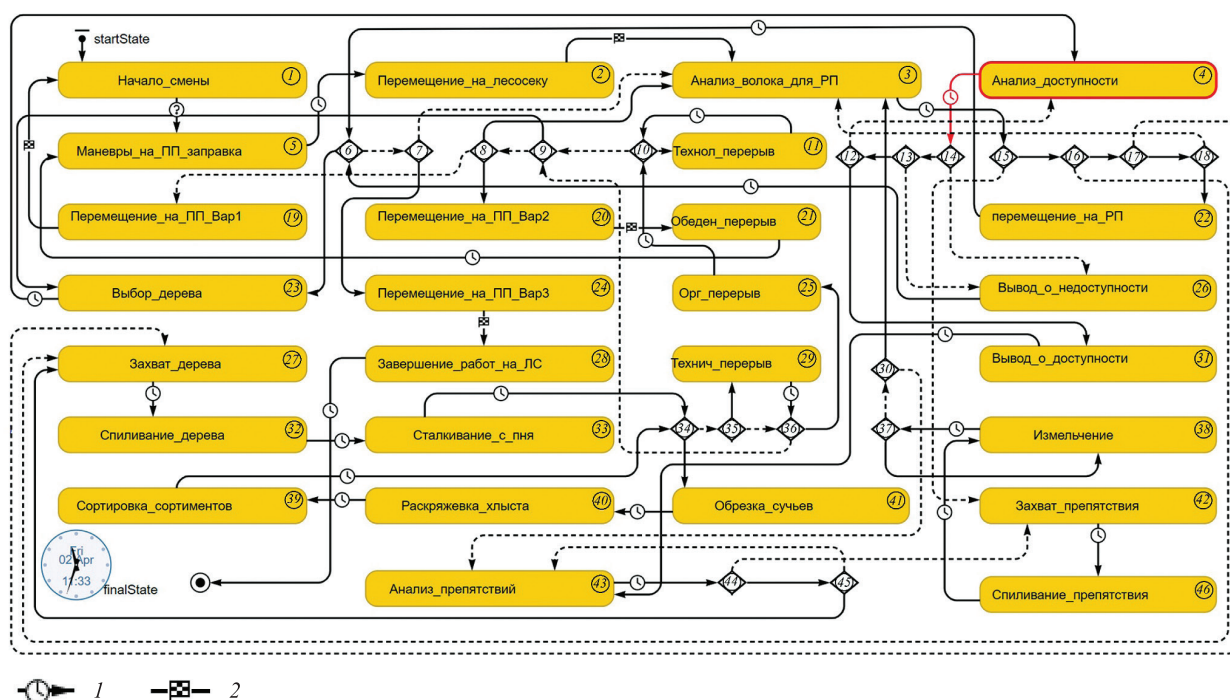 startState
Начало_смены 1
Перемещение_на_лесосеку 2
Анализ_волока_для_РП 3
Анализ_доступности 4
?
Маневры_на_ПП_заправка 5
6
7
8
9
10
Технол_перерыв 11
12
13
14
15
16
17
18
Перемещение_на_ПП_Вар1 19
Перемещение_на_ПП_Вар2 20
Обеден_перерыв 21
перемещение_на_РП 22
Выбор_дерева 23
Перемещение_на_ПП_Вар3 24
Орг_перерыв 25
Вывод_о_недоступности 26
Захват_дерева 27
Завершение_работ_на_ЛС 28
Технич_перерыв 29
30
Вывод_о_доступности 31
Спиливание_дерева 32
Сталкивание_с_пня 33
34
35
36
37
Измельчение 38
Сортировка_сортиментов 39
Раскряжевка_хлыста 40
Обрезка_сучьев 41
Захват_препятствия 42
Fri
02 Apr
11:33
finalState
Анализ_препятствий 43
44
45
Спиливание_препятствия 46
1
2